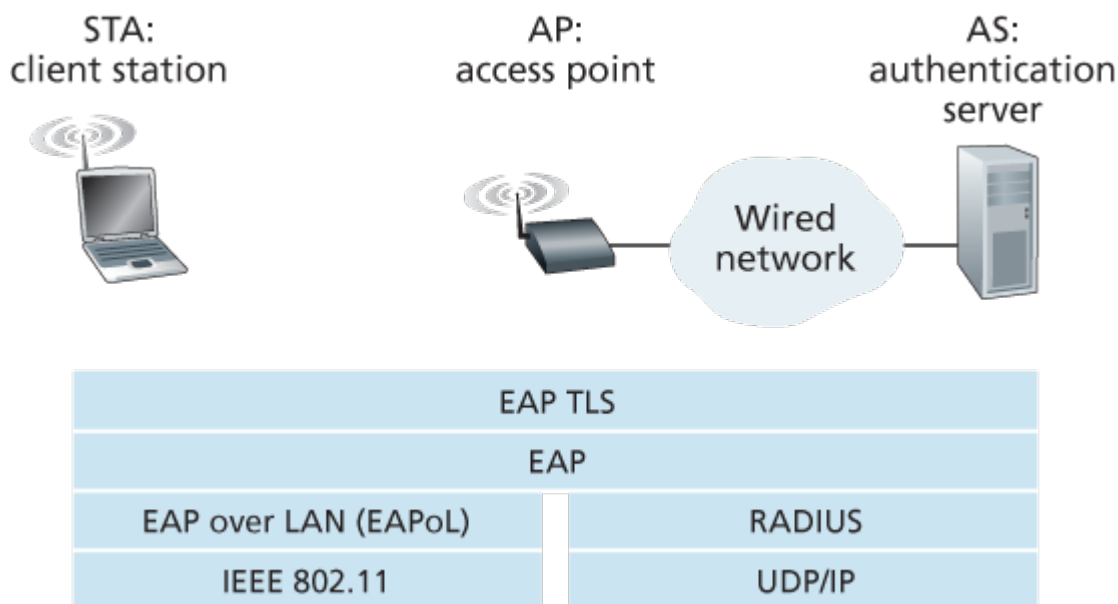 STA:
client station
AP:
access point
AS:
authentication
server
Wired
network
EAP TLS
EAP
EAP over LAN (EAPoL)
RADIUS
IEEE 802.11
UDP/IP